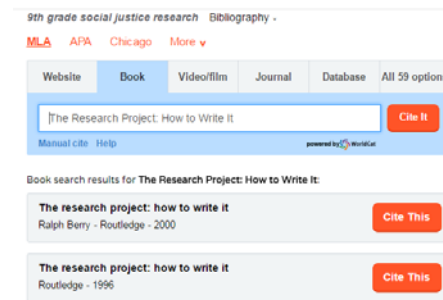 9th grade social justice research Bibliography
MLA APA Chicago More v
Website Book Video/film Journal Database All 59 option
The Research Project: How to Write It Cite It
Manual cite Help powered by WorldCat
Book search results for The Research Project: How to Write It:
The research project: how to write it
Ralph Berry - Routledge - 2000
Cite This
The research project: how to write it
Routledge - 1996
Cite This